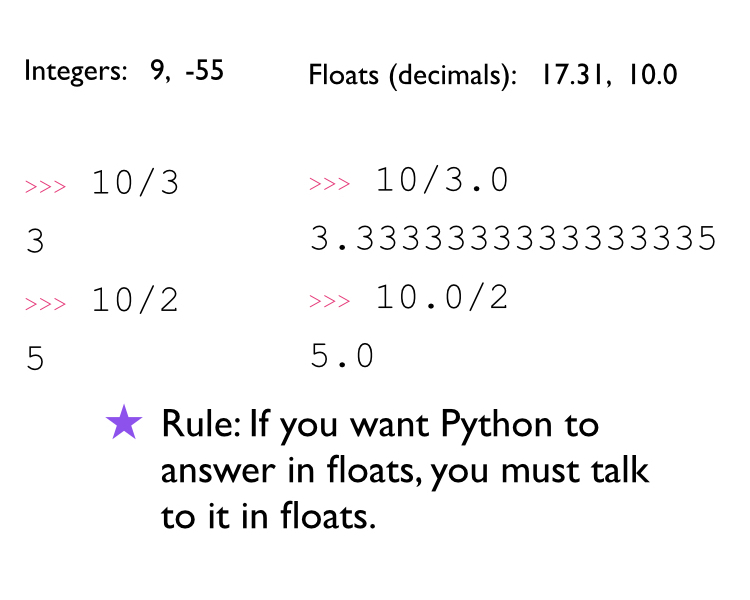 Integers: 9, -55
Floats (decimals): 17.31, 10.0
>>> 10/3
3
>>> 10/2
5
>>> 10/3.0
3.3333333333333335
>>> 10.0/2
5.0
★ Rule: If you want Python to
answer in floats, you must talk
to it in floats.